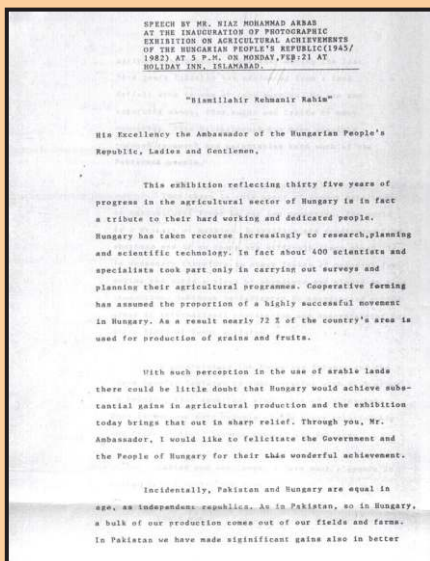 SPEECH BY MR. NIAZ MOHAMMAD ARBAB
AT THE INAUGURATION OF PHOTOGRAPHIC
EXHIBITION ON AGRICULTURAL ACHIEVEMENTS
OF THE HUNGARIAN PEOPLE'S REPUBLIC(1945/
1982) AT 5 P.M. ON MONDAY,FEB:21 AT
HOLIDAY INN, ISLAMABAD.
"Bismillahir Rehmanir Rahim"
His Excellency the Ambassador of the Hungarian People's
Republic, Ladies and Gentlemen,
This exhibition reflecting thirty five years of
progress in the agricultural sector of Hungary is in fact
a tribute to their hard working and dedicated people.
Hungary has taken recourse increasingly to research,planning
and scientific technology. In fact about 400 scientists and
specialists took part only in carrying out surveys and
planning their agricultural programmes. Cooperative farming
has assumed the proportion of a highly successful movement
in Hungary. As a result nearly 72 % of the country's area is
used for production of grains and fruits.
With such perception in the use of arable lands
there could be little doubt that Hungary would achieve subs-
tantial gains in agricultural production and the exhibition
today brings that out in sharp relief. Through you, Mr.
Ambassador, I would like to felicitate the Government and
the People of Hungary for their this wonderful achievement.
Incidentally, Pakistan and Hungary are equal in
age, as independent republics. As in Pakistan, so in Hungary,
a bulk of our production comes out of our fields and farms.
In Pakistan we have made siginificant gains also in better